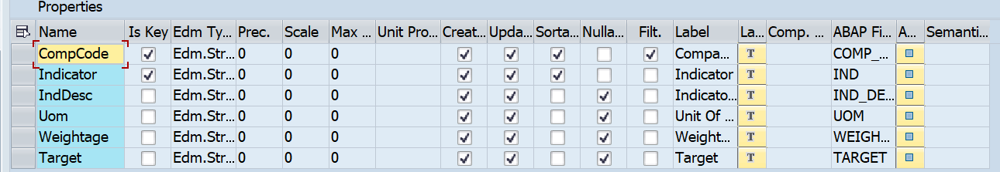 Properties
Name Is Key Edm Ty... Prec. Scale Max ... Unit Pro... Creat... Upda... Sorta... Nulla... Filt. Label La... Comp. ... ABAP Fi... A... Semanti...
CompCode Edm.Str... 0 0 0 Compa... T COMP_...
Indicator Edm.Str... 0 0 0 Indicator T IND
IndDesc Edm.Str... 0 0 0 Indicato... T IND_DE...
Uom Edm.Str... 0 0 0 Unit Of ... T UOM
Weightage Edm.Str... 0 0 0 Weight... T WEIGH...
Target Edm.Str... 0 0 0 Target T TARGET